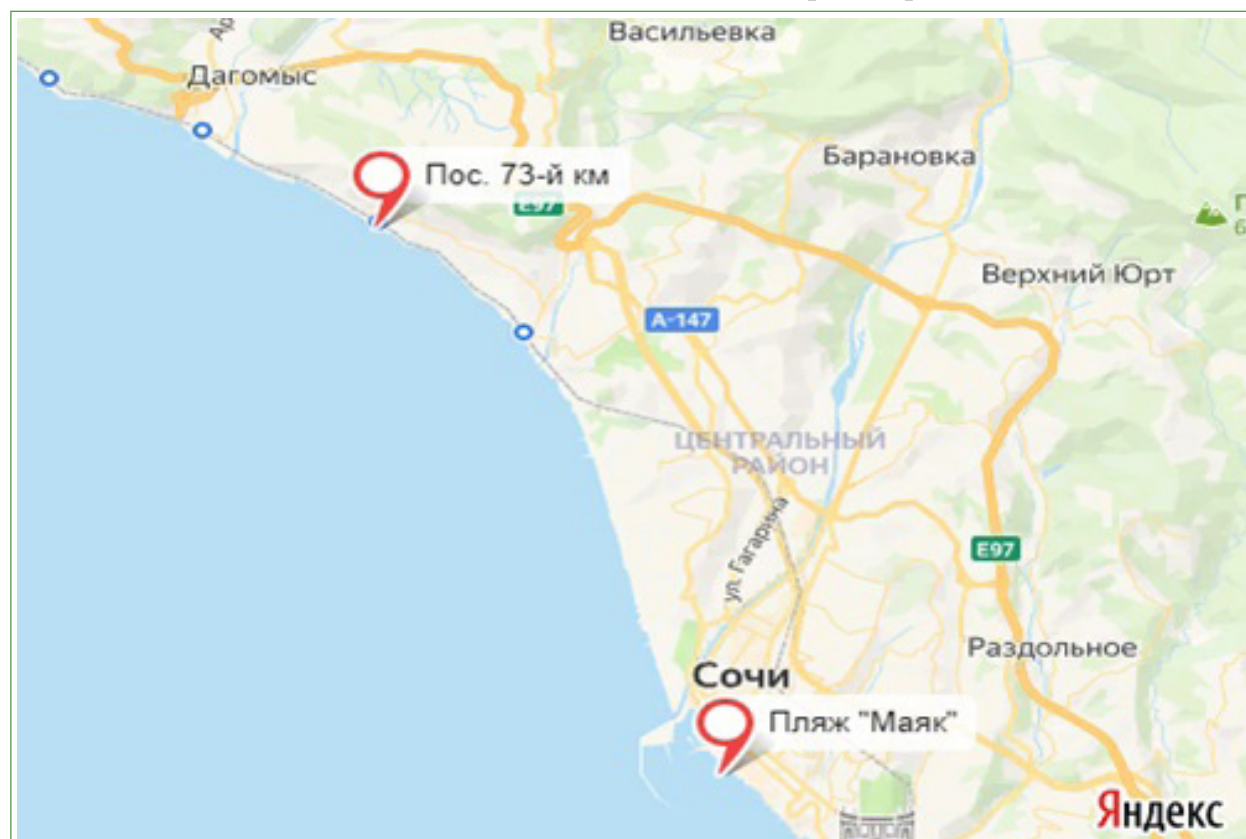 Васильевка
Дагомыс
Барановка
Пос. 73-й км
E97
Верхний Юрт
А-147
ЦЕНТРАЛЬНЫЙ
РАЙОН
ул. Гагарина
E97
Раздольное
Сочи
Пляж "Маяк"
Яндекс